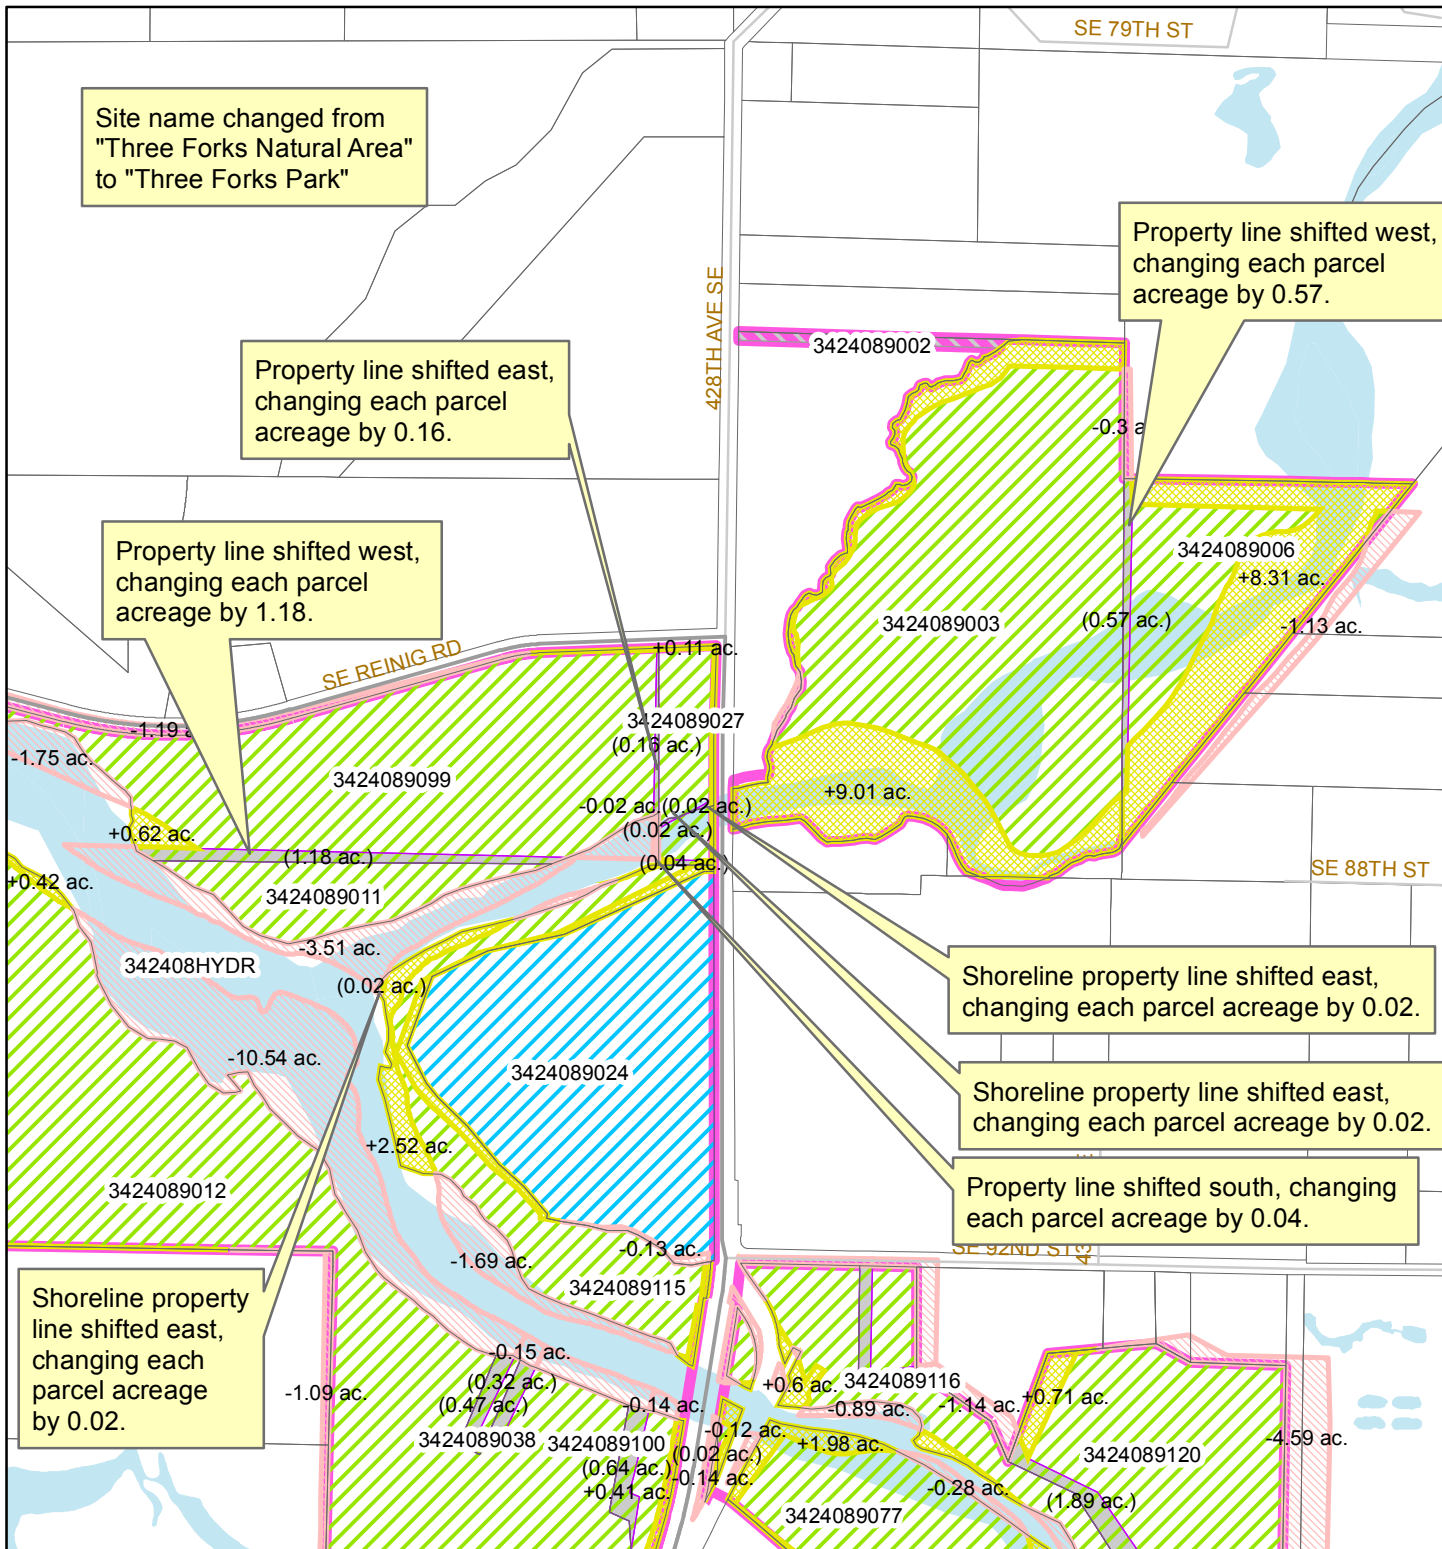 SE 79TH ST
Site name changed from
"Three Forks Natural Area"
to "Three Forks Park"
Property line shifted west,
changing each parcel
acreage by 0.57.
428TH AVE SE
3424089002
Property line shifted east,
changing each parcel
acreage by 0.16.
-0.3 a
Property line shifted west,
changing each parcel
acreage by 1.18.
3424089006
+8.31 ac.
3424089003
(0.57 ac.)
-1.13 ac.
SE REINIG RD
+0.11 ac.
3424089027
(0.16 ac.)
-1.19 a
-1.75 ac.
3424089099
+9.01 ac.
-0.02 ac.
(0.02 ac.)
(0.02 ac.)
+0.62 ac.
(1.18 ac.)
(0.04 ac.)
SE 88TH ST
+0.42 ac.
3424089011
-3.51 ac.
342408HYDR
(0.02 ac.)
Shoreline property line shifted east,
changing each parcel acreage by 0.02.
-10.54 ac.
3424089024
Shoreline property line shifted east,
changing each parcel acreage by 0.02.
+2.52 ac.
3424089012
Property line shifted south, changing
each parcel acreage by 0.04.
SE 92ND ST
43
-0.13 ac.
-1.69 ac.
3424089115
Shoreline property
line shifted east,
changing each
parcel acreage
by 0.02.
-0.15 ac.
(0.32 ac.)
(0.47 ac.)
-1.09 ac.
-0.14 ac.
+0.6 ac.
3424089116
-0.89 ac.
-1.14 ac.
+0.71 ac.
3424089038
3424089100
(0.64 ac.)
+0.41 ac.
-0.12 ac.
(0.02 ac.)
-0.14 ac.
+1.98 ac.
-0.28 ac.
3424089120
-4.59 ac.
(1.89 ac.)
3424089077